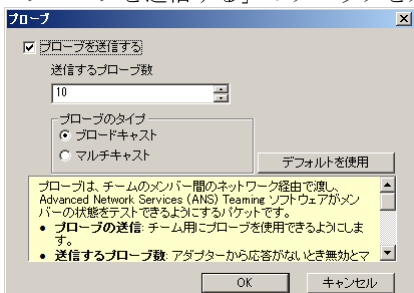 プローブ
プローブを送信する
送信するプローブ数
10
プローブのタイプ
ブロードキャスト
マルチキャスト
デフォルトを使用
プローブは、チームのメンバー間のネットワーク経由で渡し、
Advanced Network Services (ANS) Teaming ソフトウェアがメン
バーの状態をテストできるようにするパケットです。
• プローブの送信: チーム用にプローブを使用できるようにしま
す。
• 送信するプローブ数: アダプターから応答がないとき無効とマ
OK キャンセル